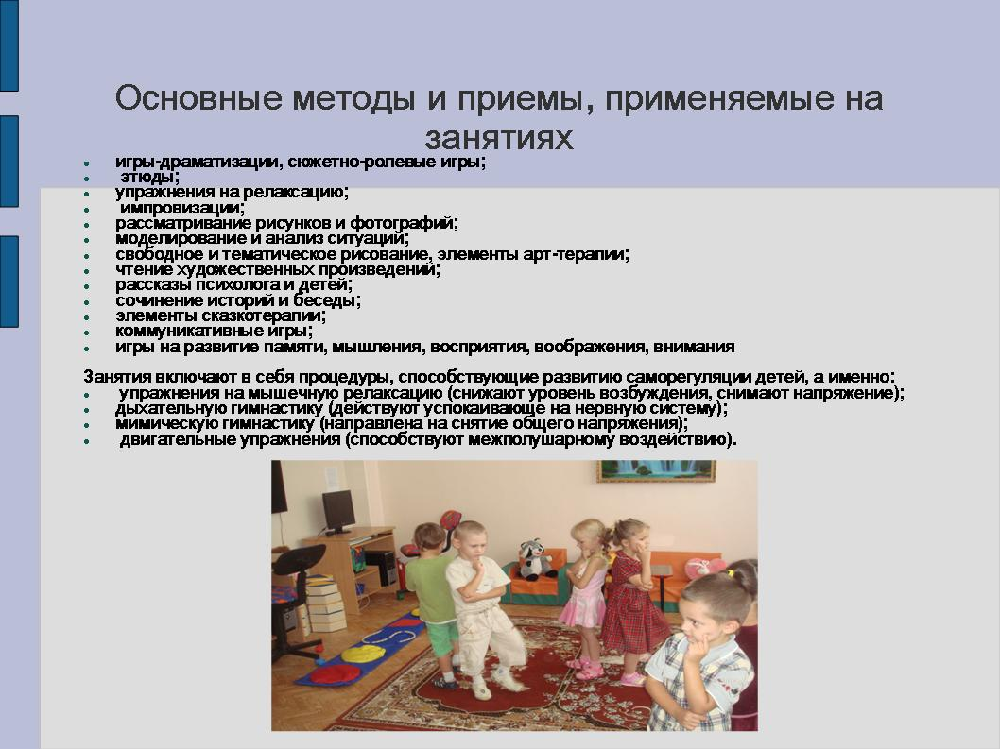 Основные методы и приемы, применяемые на
занятиях
игры-драматизации, сюжетно-ролевые игры;
этюды;
упражнения на релаксацию;
импровизации;
рассматривание рисунков и фотографий;
моделирование и анализ ситуаций;
свободное и тематическое рисование, элементы арт-терапии;
чтение художественных произведений;
рассказы психолога и детей;
сочинение историй и беседы;
элементы сказкотерапии;
коммуникативные игры;
игры на развитие памяти, мышления, восприятия, воображения, внимания
Занятия включают в себя процедуры, способствующие развитию саморегуляции детей, а именно:
упражнения на мышечную релаксацию (снижают уровень возбуждения, снимают напряжение);
дыхательную гимнастику (действуют успокаивающе на нервную систему);
мимическую гимнастику (направлена на снятие общего напряжения);
двигательные упражнения (способствуют межполушарному воздействию).